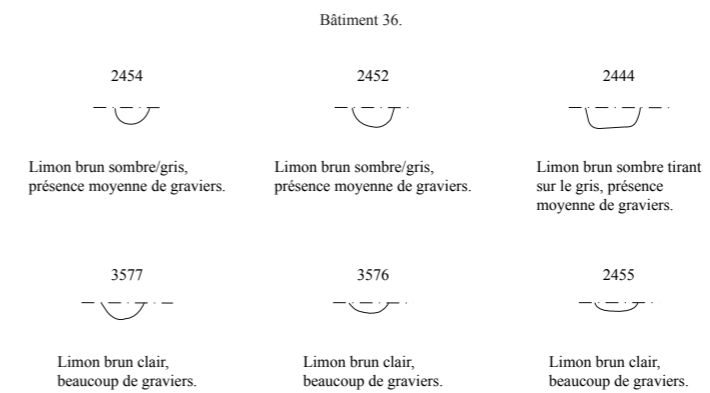 Bâtiment 36.
2454
2452
2444
Limon brun sombre/gris,
présence moyenne de graviers.
Limon brun sombre/gris,
présence moyenne de graviers.
Limon brun sombre tirant
sur le gris, présence
moyenne de graviers.
3577
3576
2455
Limon brun clair,
beaucoup de graviers.
Limon brun clair,
beaucoup de graviers.
Limon brun clair,
beaucoup de graviers.